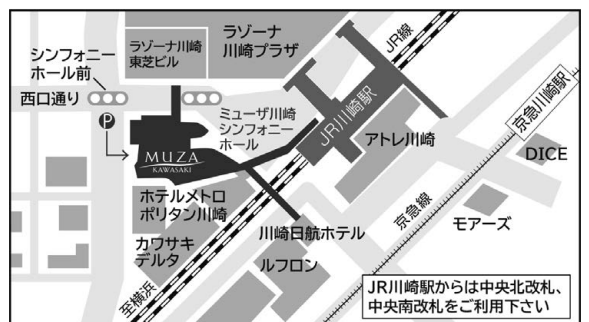 ラゾーナ
川崎プラザ
ラゾーナ川崎
東芝ビル
シンフォニー
ホール前
西口通り
P
ミューザ川崎
シンフォニー
ホール
MUZA
KAWASAKI
JR線
JR川崎駅
アトレ川崎
京急川崎駅
DICE
京急線
モアーズ
ホテルメトロ
ポリタン川崎
カワサキ
デルタ
川崎日航ホテル
ルフロン
至横浜
JR川崎駅からは中央北改札、
中央南改札をご利用下さい